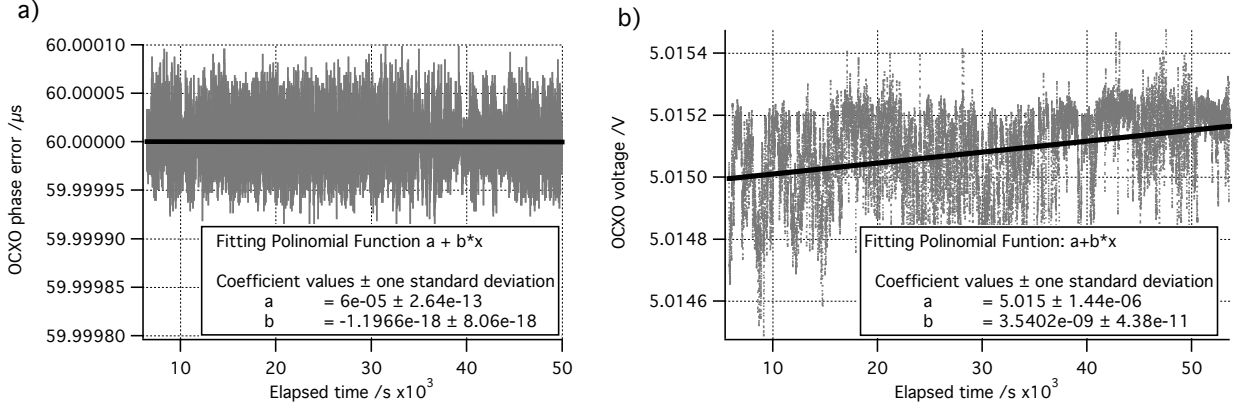 a)
OCXO phase error /µs
60.00010
60.00005
60.00000
59.99995
59.99990
59.99985
59.99980
Fitting Polinomial Function a + b*x
Coefficient values ± one standard deviation
a = 6e-05 ± 2.64e-13
b = -1.1966e-18 ± 8.06e-18
10 20 30 40 50
Elapsed time /s x10³
b)
OCXO voltage /V
5.0154
5.0152
5.0150
5.0148
5.0146
Fitting Polinomial Funtion: a+b*x
Coefficient values ± one standard deviation
a = 5.015 ± 1.44e-06
b = 3.5402e-09 ± 4.38e-11
10 20 30 40 50
Elapsed time /s x10³